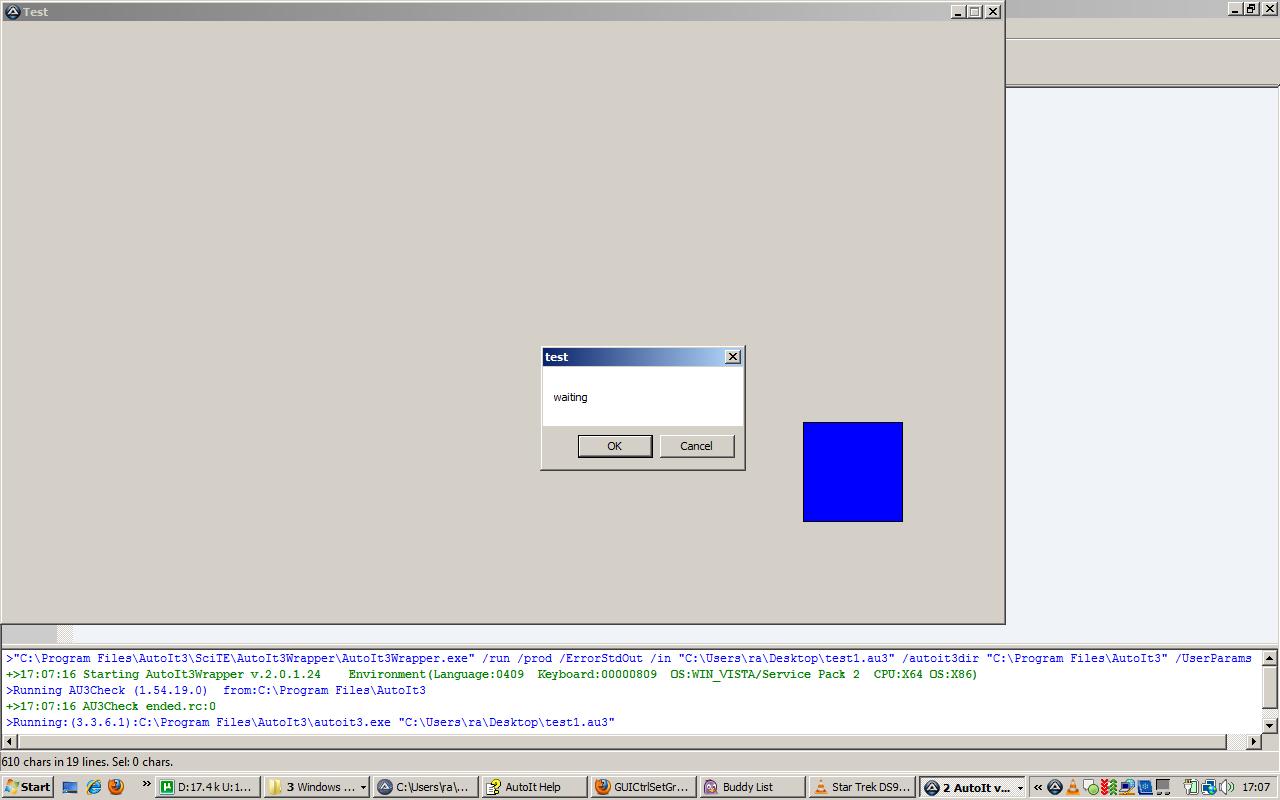 Test
test
waiting
OK Cancel
>"C:\Program Files\AutoIt3\SciTE\AutoIt3Wrapper\AutoIt3Wrapper.exe" /run /prod /ErrorStdOut /in "C:\Users\ra\Desktop\test1.au3" /autoit3dir "C:\Program Files\AutoIt3" /UserParams
+>17:07:16 Starting AutoIt3Wrapper v.2.0.1.24 Environment(Language:0409 Keyboard:00000809 OS:WIN_VISTA/Service Pack 2 CPU:X64 OS:X86)
>Running AU3Check (1.54.19.0) from:C:\Program Files\AutoIt3
+>17:07:16 AU3Check ended.rc:0
>Running:(3.3.6.1):C:\Program Files\AutoIt3\autoit3.exe "C:\Users\ra\Desktop\test1.au3"
610 chars in 19 lines. Sel: 0 chars.
Start » D:17.4 k U:1... 3 Windows ... C:\Users\ra\... AutoIt Help GUICtrlSetGr... Buddy List Star Trek DS9... 2 AutoIt v... « 17:07